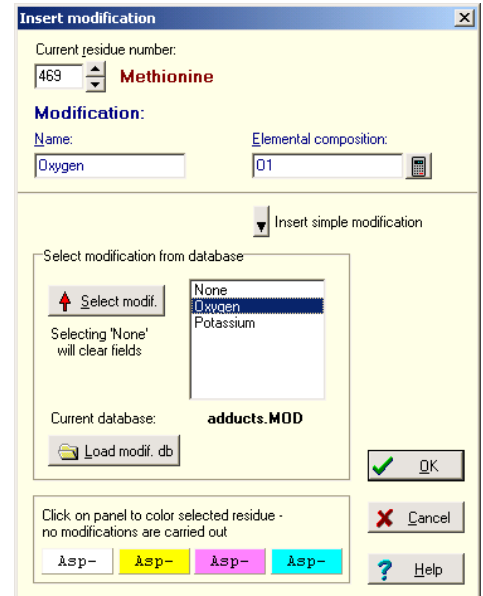 Insert modification
Current residue number:
469 Methionine
Modification:
Name: Elemental composition:
Oxygen O1
Insert simple modification
Select modification from database
Select modif.
Selecting 'None'
will clear fields
None
Oxygen
Potassium
Current database: adducts.MOD
Load modif. db
OK
Click on panel to color selected residue -
no modifications are carried out
Cancel
Asp- Asp- Asp- Asp-
Help